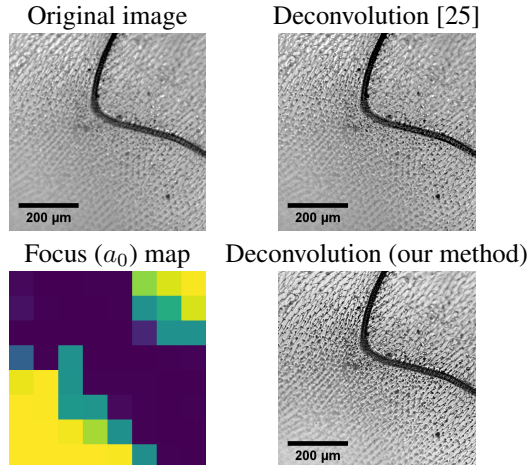 Original image
Deconvolution [25]
200 µm
200 µm
Focus (a₀) map
Deconvolution (our method)
200 µm